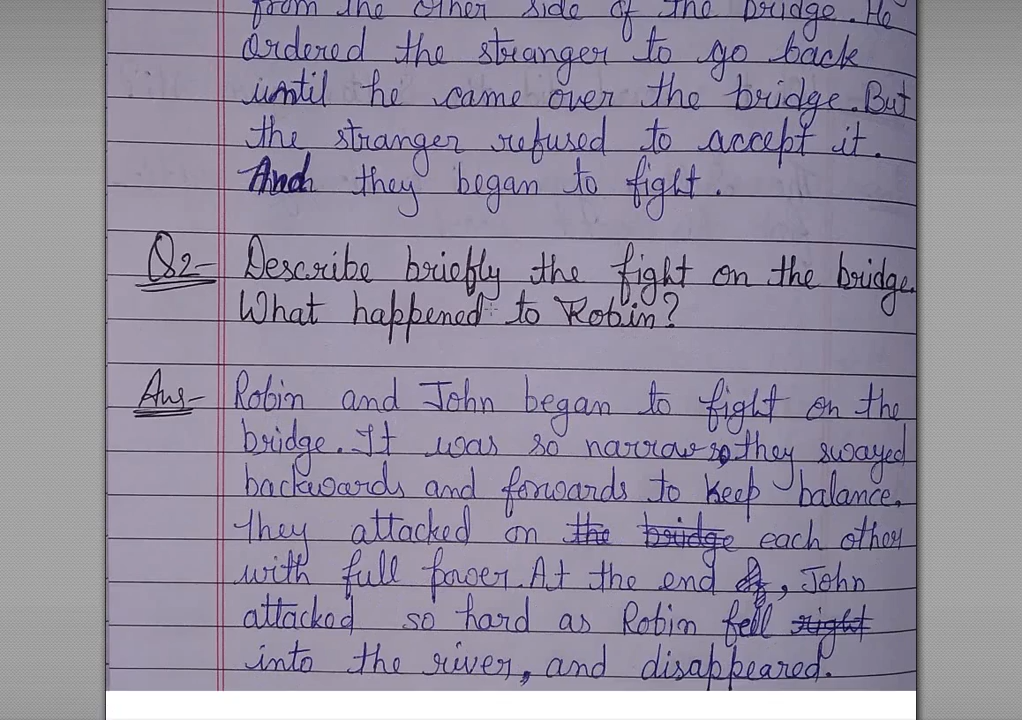 from the other side of the bridge. He
ordered the stranger to go back
until he came over the bridge. But
the stranger refused to accept it.
And they began to fight.
Q2- Describe briefly the fight on the bridge.
What happened to Robin?
Ans- Robin and John began to fight on the
bridge. It was so narrow so they swayed
backwards and forwards to keep balance.
They attacked on the bridge each other
with full power. At the end , John
attacked so hard as Robin fell right
into the river, and disappeared.